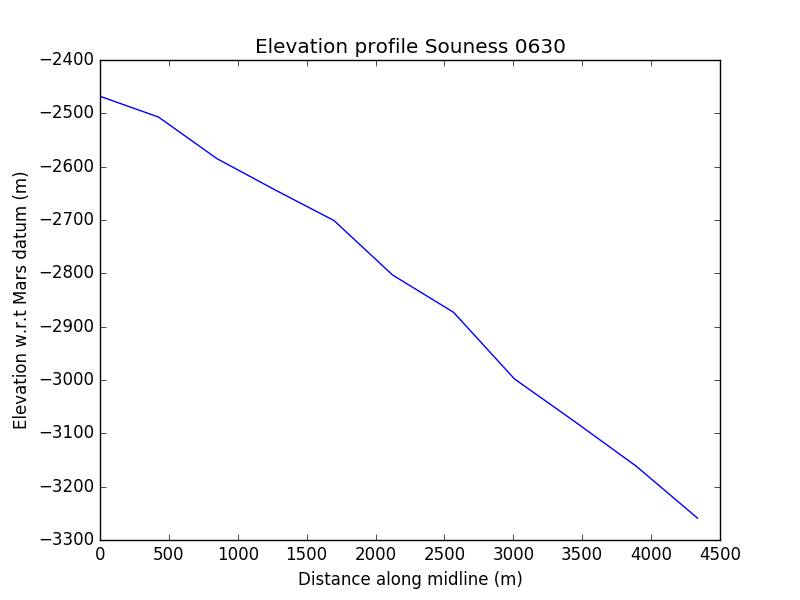 Elevation profile Souness 0630
−2400
−2500
−2600
−2700
−2800
−2900
−3000
−3100
−3200
−3300
Elevation w.r.t Mars datum (m)
0 500 1000 1500 2000 2500 3000 3500 4000 4500
Distance along midline (m)